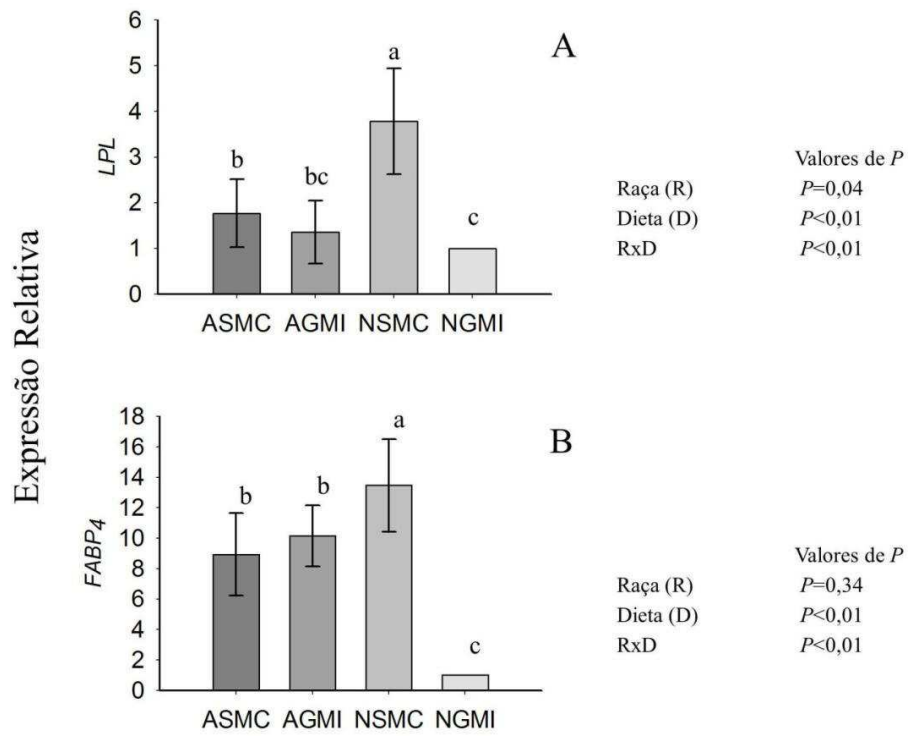 Expressão Relativa
A
LPL
6
5
4
3
2
1
0
b
bc
a
c
ASMC AGMI NSMC NGMI
Valores de P
Raça (R) P=0,04
Dieta (D) P<0,01
RxD P<0,01
B
FABP4
18
16
14
12
10
8
6
4
2
0
b
b
a
c
ASMC AGMI NSMC NGMI
Valores de P
Raça (R) P=0,34
Dieta (D) P<0,01
RxD P<0,01